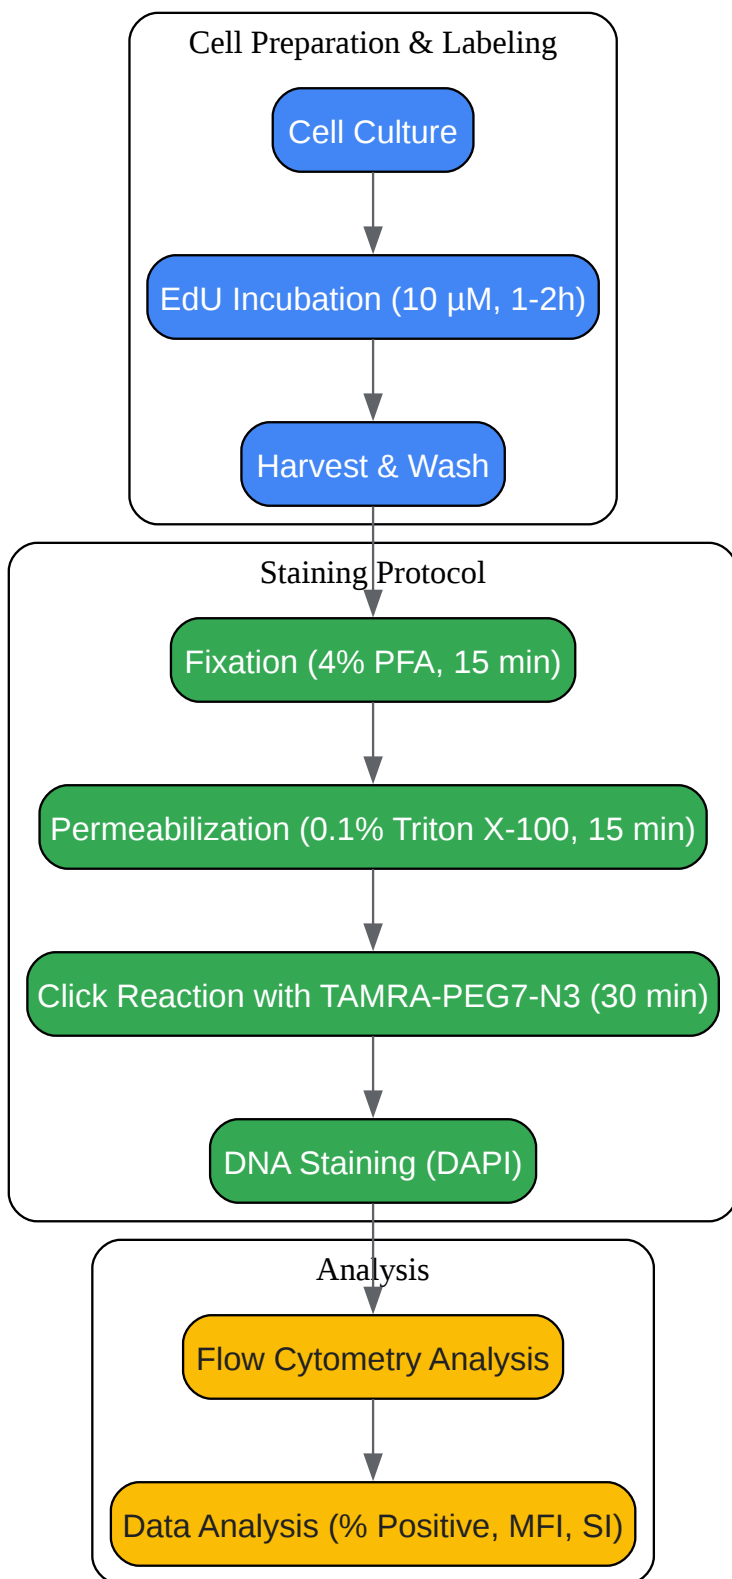 Cell Preparation & Labeling
Cell Culture
EdU Incubation (10 µM, 1-2h)
Harvest & Wash
Staining Protocol
Fixation (4% PFA, 15 min)
Permeabilization (0.1% Triton X-100, 15 min)
Click Reaction with TAMRA-PEG7-N3 (30 min)
DNA Staining (DAPI)
Analysis
Flow Cytometry Analysis
Data Analysis (% Positive, MFI, SI)